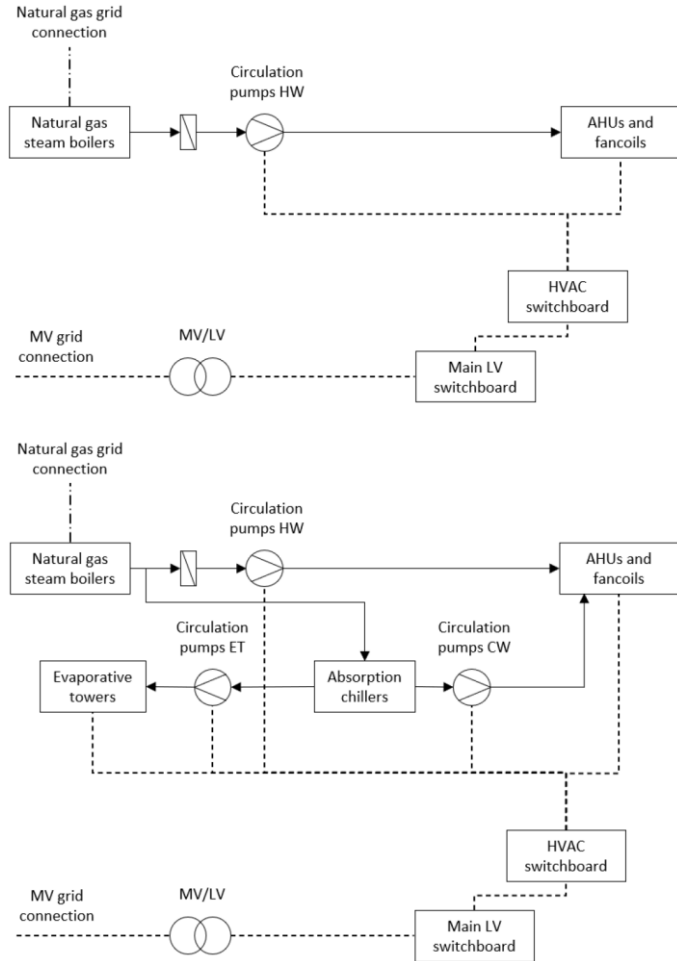 Natural gas grid
connection
Circulation
pumps HW
Natural gas
steam boilers
AHUs and
fancoils
HVAC
switchboard
MV grid
connection
MV/LV
Main LV
switchboard
Natural gas grid
connection
Circulation
pumps HW
Natural gas
steam boilers
AHUs and
fancoils
Circulation
pumps ET
Circulation
pumps CW
Evaporative
towers
Absorption
chillers
HVAC
switchboard
MV grid
connection
MV/LV
Main LV
switchboard